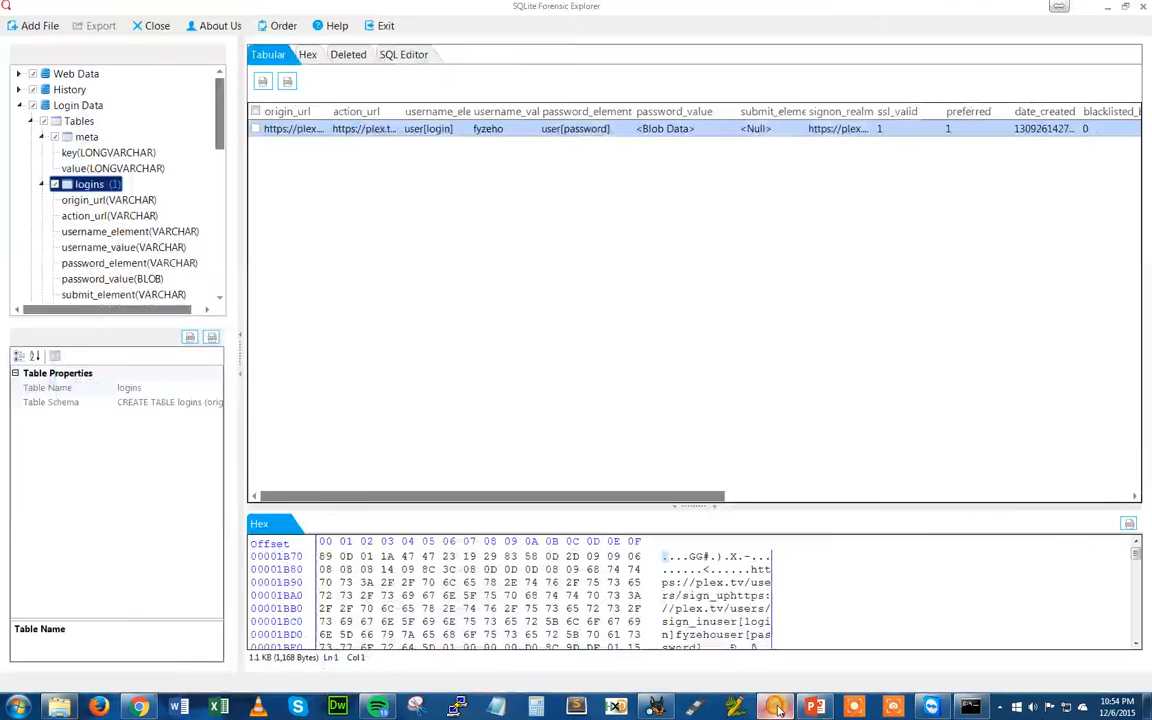 SQLite Forensic Explorer
Add File Export Close About Us Order Help Exit
Tabular Hex Deleted SQL Editor
Web Data
History
Login Data
Tables
meta
key(LONGVARCHAR)
value(LONGVARCHAR)
logins (1)
origin_url(VARCHAR)
action_url(VARCHAR)
username_element(VARCHAR)
username_value(VARCHAR)
password_element(VARCHAR)
password_value(BLOB)
submit_element(VARCHAR)
origin_url action_url username_ele username_val password_element password_value submit_eleme signon_realm ssl_valid preferred date_created blacklisted_b
https://plex.... https://plex.t... user[login] fyzeho user[password] <Blob Data> <Null> https://plex.... 1 1 1309261427... 0
Table Properties
Table Name logins
Table Schema CREATE TABLE logins (orig
Table Name
Hex
Offset 00 01 02 03 04 05 06 07 08 09 0A 0B 0C 0D 0E 0F
00001B70 89 0D 01 1A 47 47 23 19 29 83 58 0D 2D 09 09 06 ....GG#.).X.-...
00001B80 08 08 08 14 09 8C 3C 08 0D 0D 0D 08 09 68 74 74 ......<......htt
00001B90 70 73 3A 2F 2F 70 6C 65 78 2E 74 76 2F 75 73 65 ps://plex.tv/use
00001BA0 72 73 2F 73 69 67 6E 5F 75 70 68 74 74 70 73 3A rs/sign_uphttps:
00001BB0 2F 2F 70 6C 65 78 2E 74 76 2F 75 73 65 72 73 2F //plex.tv/users/
00001BC0 73 69 67 6E 5F 69 6E 75 73 65 72 5B 6C 6F 67 69 sign_inuser[logi
00001BD0 6E 5D 66 79 7A 65 68 6F 75 73 65 72 5B 70 61 73 n]fyzehouser[pas
1.1 KB (1,168 Bytes) Ln 1 Col 1
10:54 PM
12/6/2015